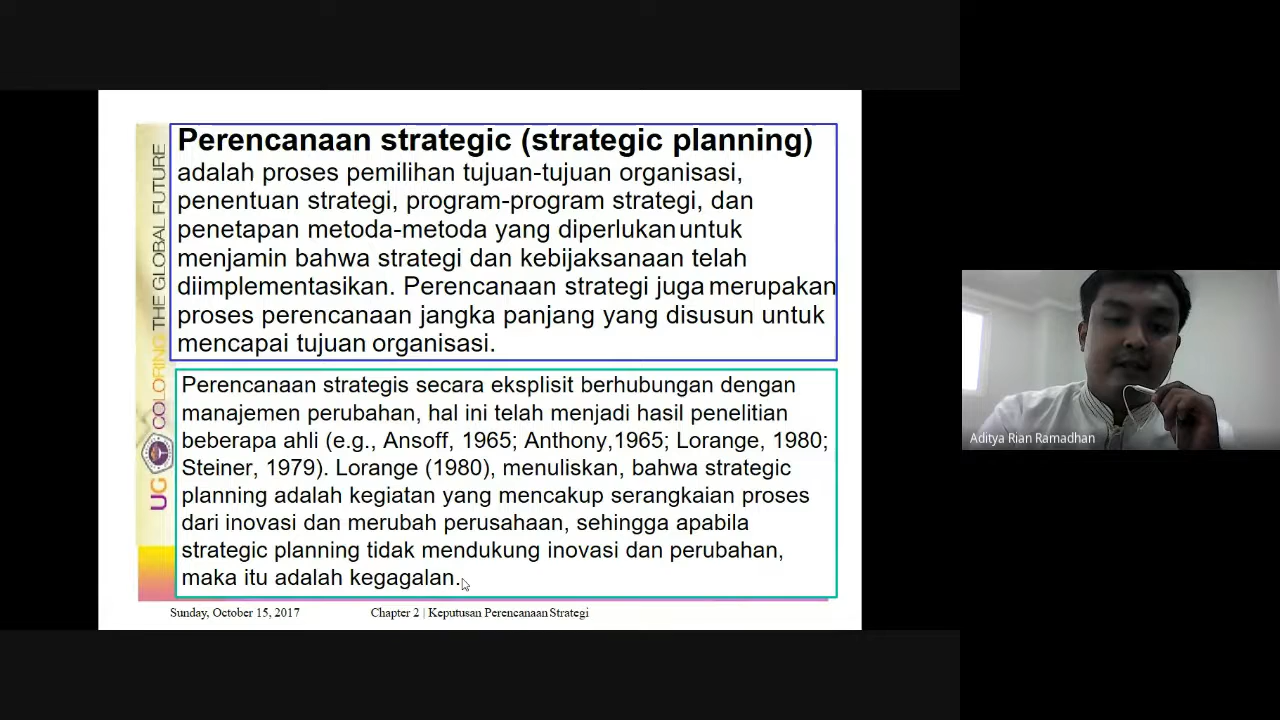 Perencanaan strategic (strategic planning)
adalah proses pemilihan tujuan-tujuan organisasi,
penentuan strategi, program-program strategi, dan
penetapan metoda-metoda yang diperlukan untuk
menjamin bahwa strategi dan kebijaksanaan telah
diimplementasikan. Perencanaan strategi juga merupakan
proses perencanaan jangka panjang yang disusun untuk
mencapai tujuan organisasi.
Perencanaan strategis secara eksplisit berhubungan dengan
manajemen perubahan, hal ini telah menjadi hasil penelitian
beberapa ahli (e.g., Ansoff, 1965; Anthony,1965; Lorange, 1980;
Steiner, 1979). Lorange (1980), menuliskan, bahwa strategic
planning adalah kegiatan yang mencakup serangkaian proses
dari inovasi dan merubah perusahaan, sehingga apabila
strategic planning tidak mendukung inovasi dan perubahan,
maka itu adalah kegagalan.
UG COLORING THE GLOBAL FUTURE
Sunday, October 15, 2017
Chapter 2 | Keputusan Perencanaan Strategi
Aditya Rian Ramadhan